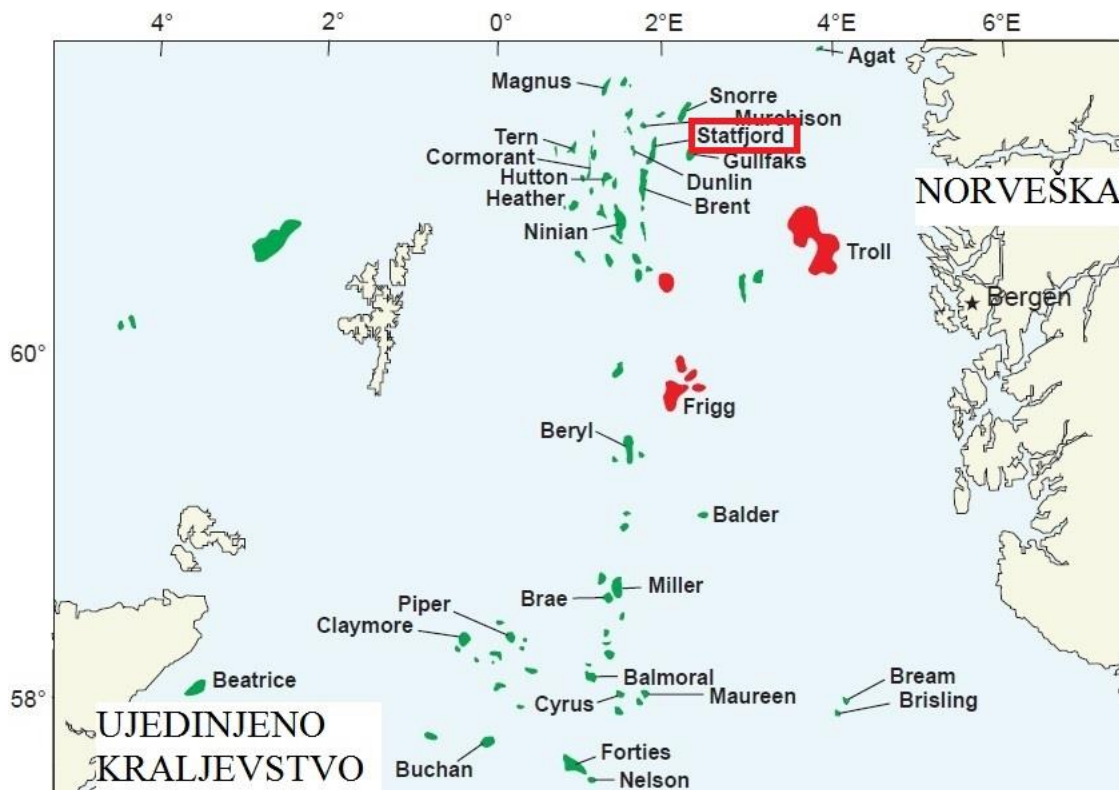 4°
2°
0°
2°E
4°E
6°E
Agat
Magnus
Snorre
Murchison
Statfjord
Tern
Cormorant
Gullfaks
Hutton
Dunlin
Heather
Brent
NORVEŠKA
Ninian
Troll
Bergen
60°
Frigg
Beryl
Balder
Miller
Brae
Piper
Claymore
Beatrice
Balmoral
Bream
58°
Cyrus
Maureen
Brisling
UJEDINJENO
KRALJEVSTVO
Buchan
Forties
Nelson